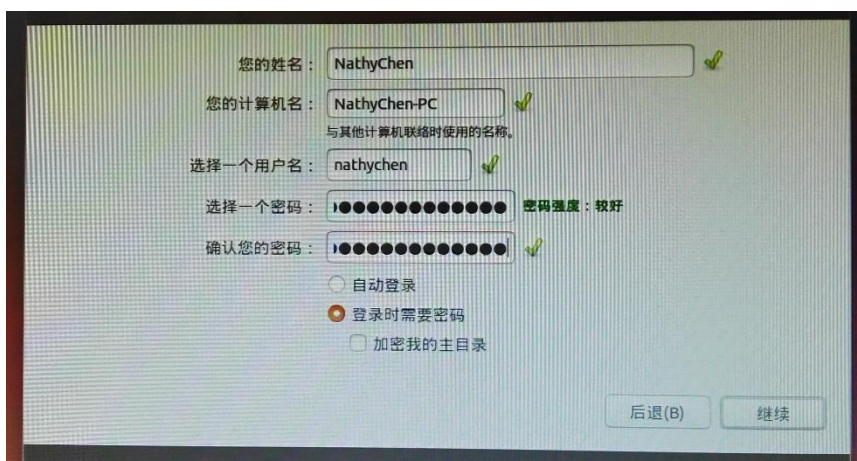 您的姓名： NathyChen
您的计算机名： NathyChen-PC
与其他计算机联络时使用的名称。
选择一个用户名： nathychen
选择一个密码： ●●●●●●●●●●●●● 密码强度：较好
确认您的密码： ●●●●●●●●●●●●●
自动登录
登录时需要密码
加密我的主目录
后退(B) 继续